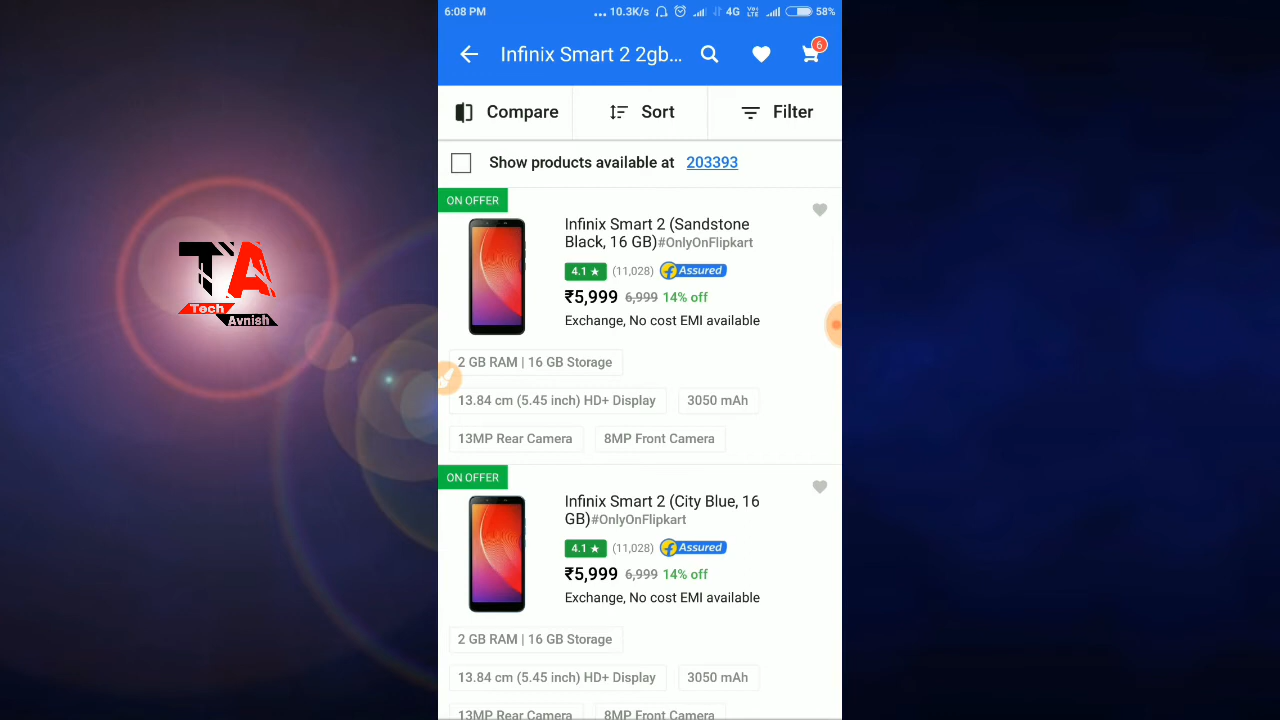 6:08 PM ... 10.3K/s 4G Vo LTE 58%
Infinix Smart 2 2gb... 6
Compare Sort Filter
Show products available at 203393
ON OFFER
Infinix Smart 2 (Sandstone
Black, 16 GB)#OnlyOnFlipkart
4.1 ★ (11,028) Assured
₹5,999 6,999 14% off
Exchange, No cost EMI available
2 GB RAM | 16 GB Storage
13.84 cm (5.45 inch) HD+ Display 3050 mAh
13MP Rear Camera 8MP Front Camera
ON OFFER
Infinix Smart 2 (City Blue, 16
GB)#OnlyOnFlipkart
4.1 ★ (11,028) Assured
₹5,999 6,999 14% off
Exchange, No cost EMI available
2 GB RAM | 16 GB Storage
13.84 cm (5.45 inch) HD+ Display 3050 mAh
13MP Rear Camera 8MP Front Camera
TA
Tech
Avnish